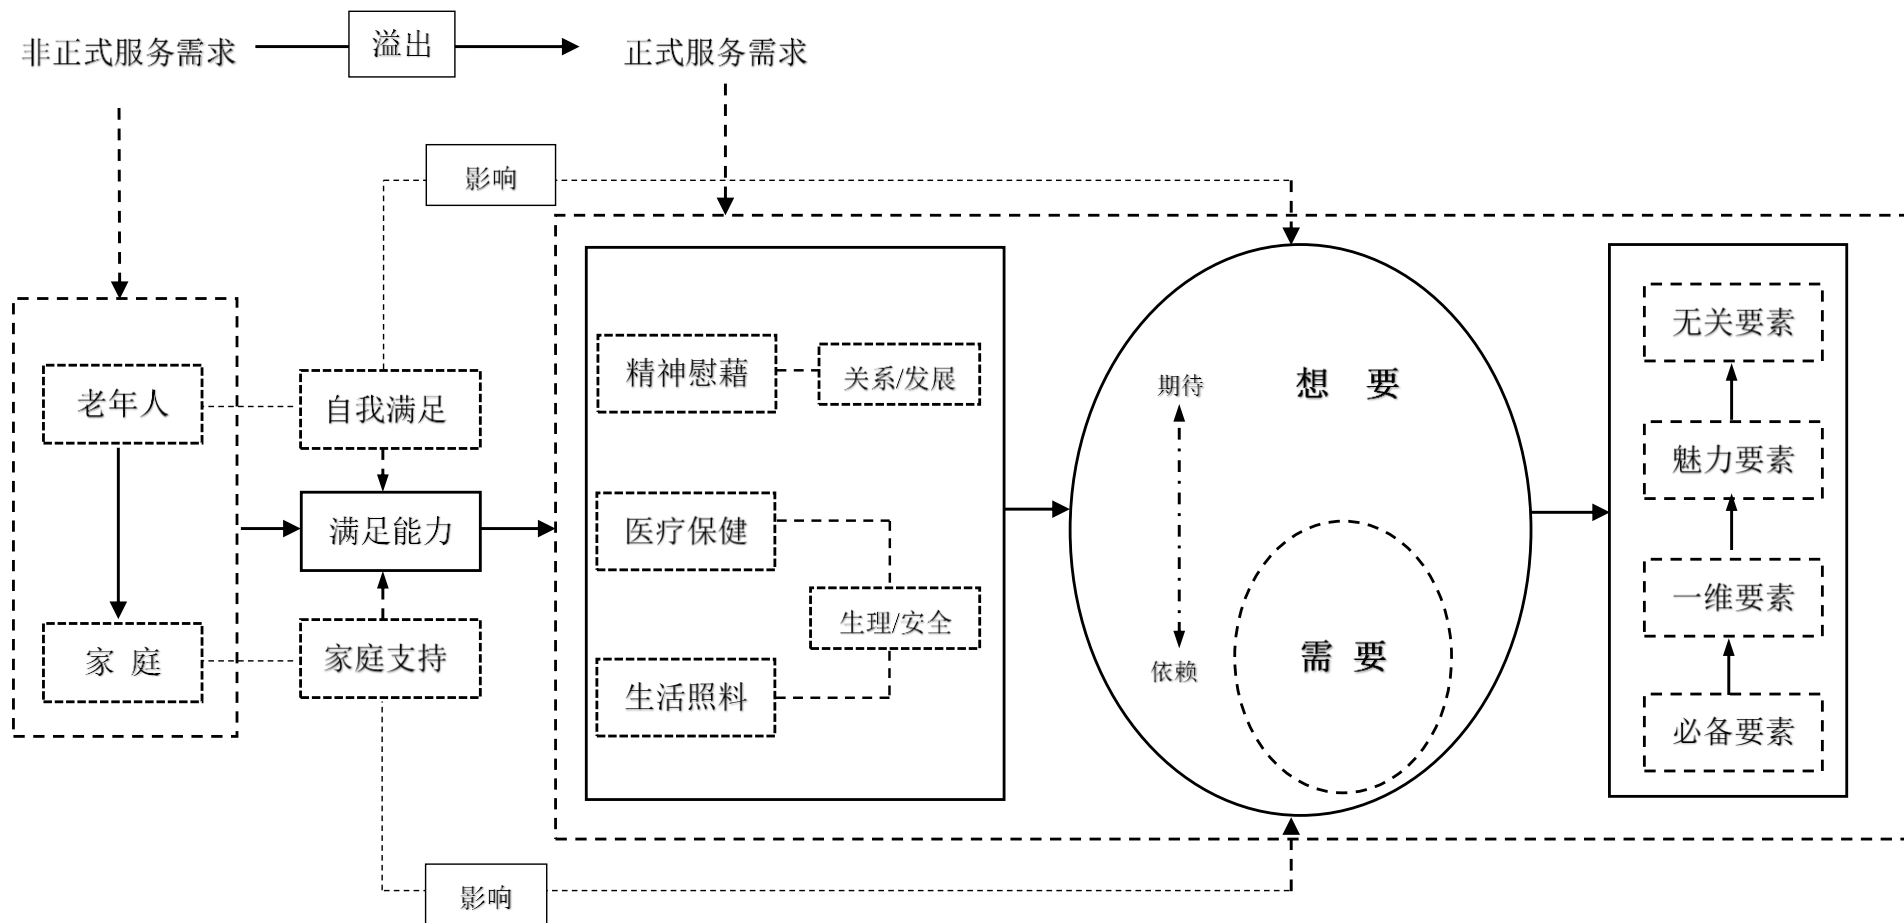 非正式服务需求
溢出
正式服务需求
影响
老年人
家 庭
自我满足
满足能力
家庭支持
精神慰藉
关系/发展
医疗保健
生理/安全
生活照料
期待
依赖
想 要
需 要
无关要素
魅力要素
一维要素
必备要素
影响